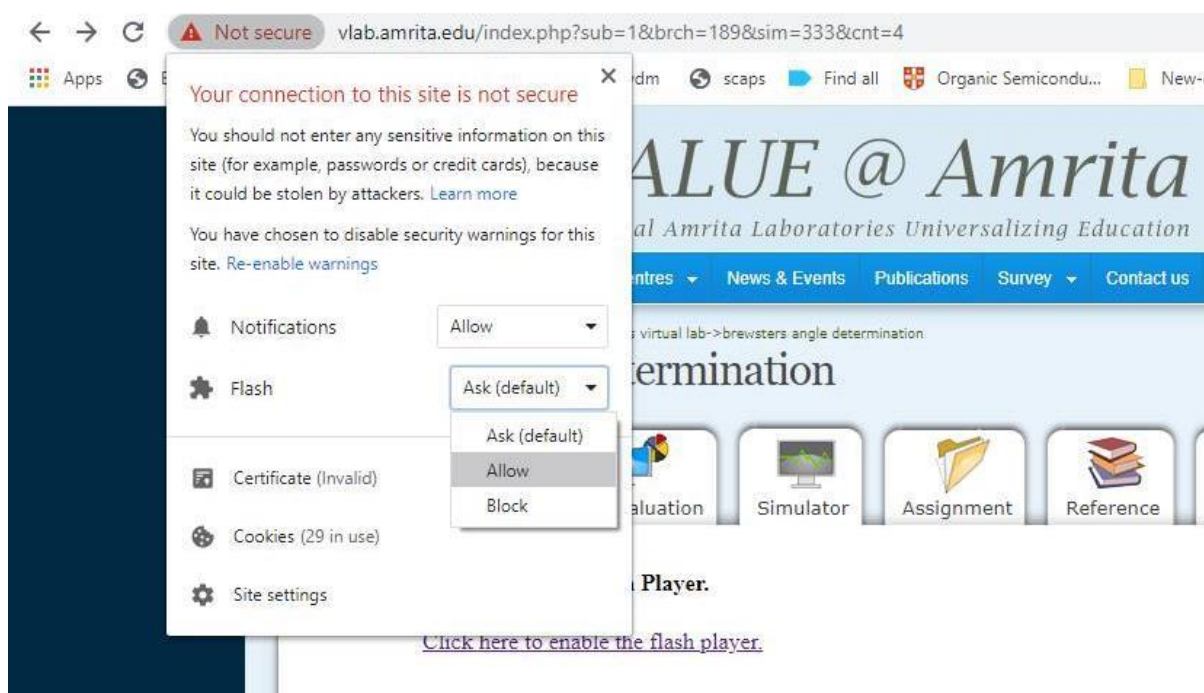 Not secure vlab.amrita.edu/index.php?sub=1&brch=189&sim=333&cnt=4
Apps scaps Find all Organic Semicondu... New-
Your connection to this site is not secure
You should not enter any sensitive information on this
site (for example, passwords or credit cards), because
it could be stolen by attackers. Learn more
You have chosen to disable security warnings for this
site. Re-enable warnings
Notifications Allow
Flash Ask (default)
Ask (default)
Allow
Block
Certificate (Invalid)
Cookies (29 in use)
Site settings
ALUE @ Amrita
al Amrita Laboratories Universalizing Education
entres News & Events Publications Survey Contact us
s virtual lab->brewsters angle determination
ermination
aluation Simulator Assignment Reference
Player.
Click here to enable the flash player.